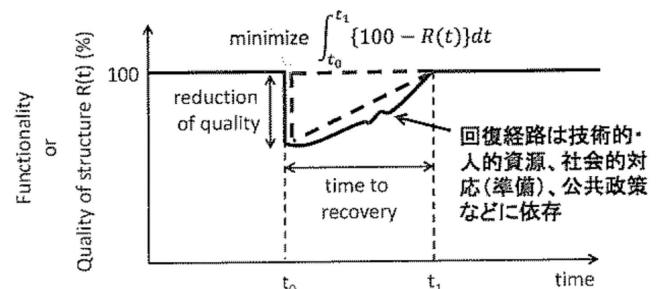 minimize ∫_{t₀}^{t₁} {100 − R(t)}dt
Functionality
or
Quality of structure R(t) (%)
100
reduction
of quality
回復経路は技術的・
人的資源、社会的対
応(準備)、公共政策
などに依存
time to
recovery
t₀
t₁
time